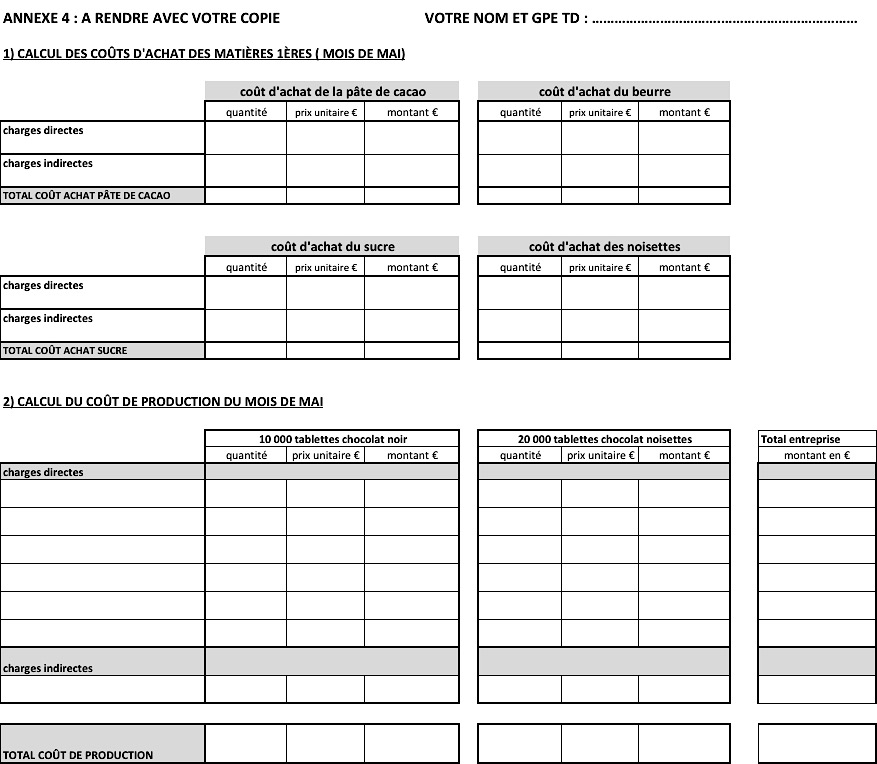 ANNEXE 4 : A RENDRE AVEC VOTRE COPIE VOTRE NOM ET GPE TD : ……………………………………………………………
1) CALCUL DES COÛTS D'ACHAT DES MATIÈRES 1ÈRES ( MOIS DE MAI)
coût d'achat de la pâte de cacao coût d'achat du beurre
quantité prix unitaire € montant € quantité prix unitaire € montant €
charges directes
charges indirectes
TOTAL COÛT ACHAT PÂTE DE CACAO
coût d'achat du sucre coût d'achat des noisettes
quantité prix unitaire € montant € quantité prix unitaire € montant €
charges directes
charges indirectes
TOTAL COÛT ACHAT SUCRE
2) CALCUL DU COÛT DE PRODUCTION DU MOIS DE MAI
10 000 tablettes chocolat noir 20 000 tablettes chocolat noisettes Total entreprise
quantité prix unitaire € montant € quantité prix unitaire € montant € montant en €
charges directes
charges indirectes
TOTAL COÛT DE PRODUCTION